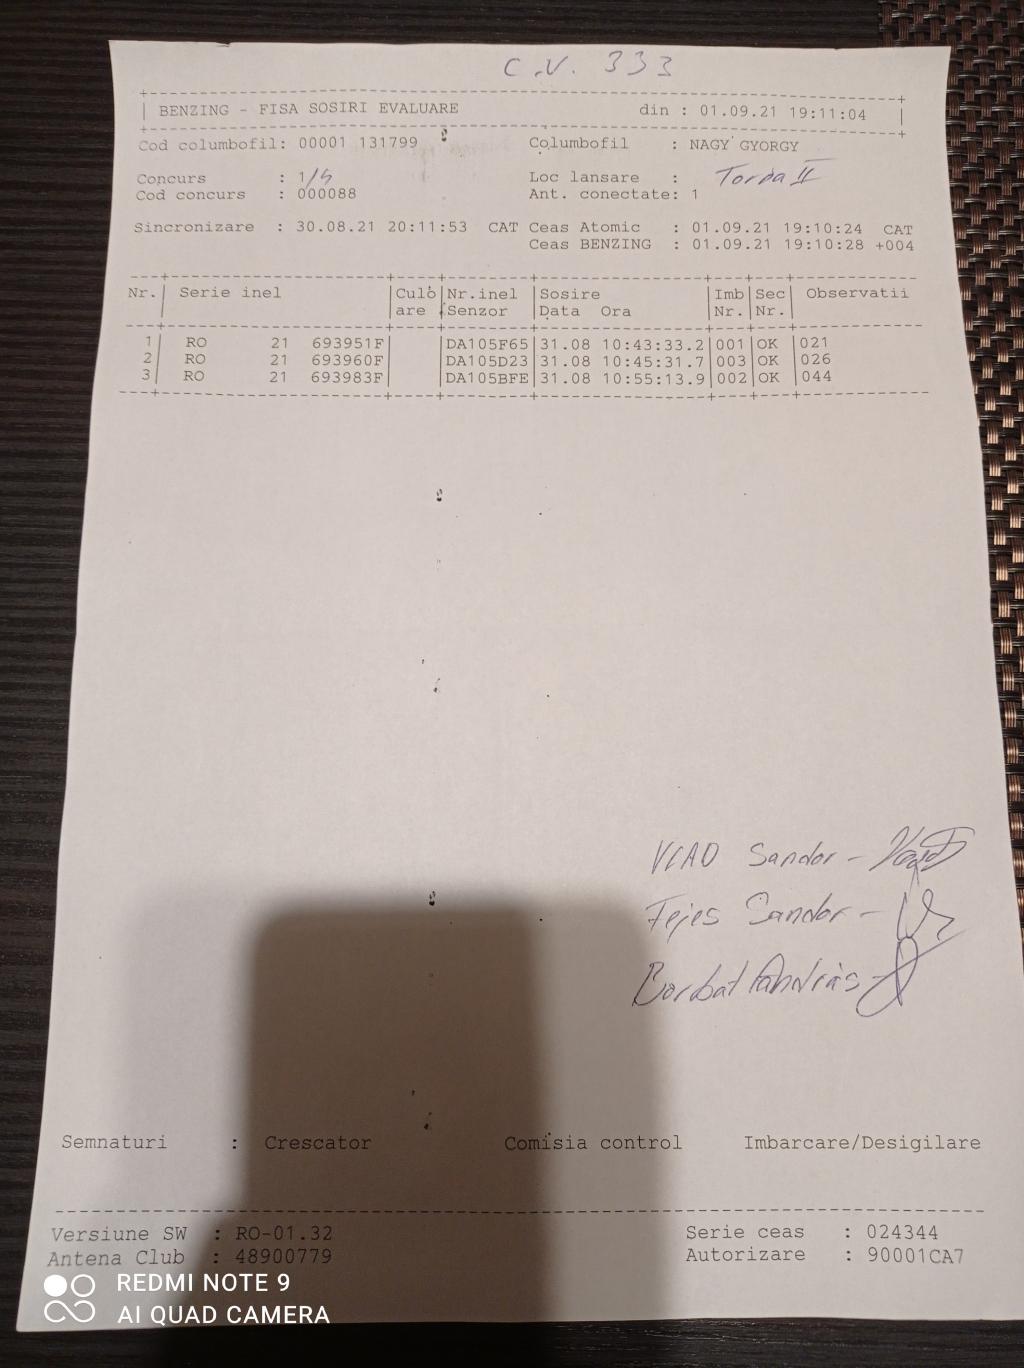 C.V. 333
BENZING - FISA SOSIRI EVALUARE din : 01.09.21 19:11:04
Cod columbofil: 00001 131799 Columbofil : NAGY GYORGY
Concurs : 1/4 Loc lansare : Torda II
Cod concurs : 000088 Ant. conectate: 1
Sincronizare : 30.08.21 20:11:53 CAT Ceas Atomic : 01.09.21 19:10:24 CAT
Ceas BENZING : 01.09.21 19:10:28 +004
Nr. Serie inel Culo Nr.inel Sosire Imb Sec Observatii
are Senzor Data Ora Nr. Nr.
1 RO 21 693951F DA105F65 31.08 10:43:33.2 001 OK 021
2 RO 21 693960F DA105D23 31.08 10:45:31.7 003 OK 026
3 RO 21 693983F DA105BFE 31.08 10:55:13.9 002 OK 044
VLAD Sandor -
Fejes Sandor -
Borbat András -
Semnaturi : Crescator Comisia control Imbarcare/Desigilare
Versiune SW : RO-01.32 Serie ceas : 024344
Antena Club : 48900779 Autorizare : 90001CA7
REDMI NOTE 9
AI QUAD CAMERA